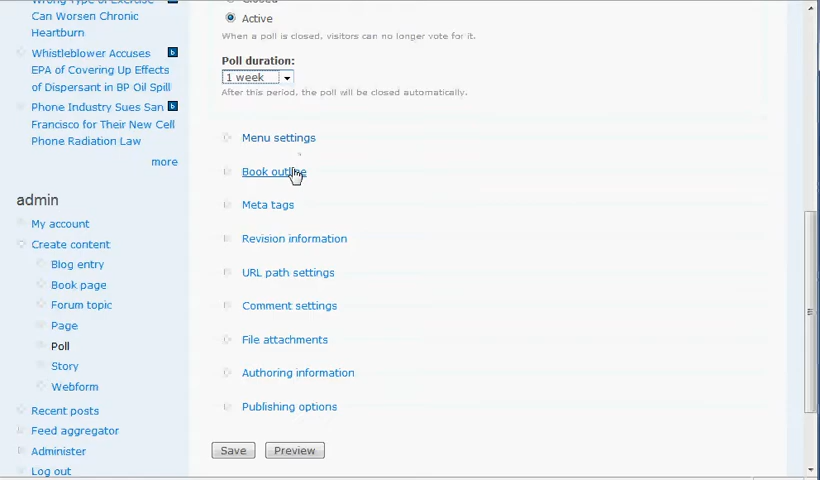 Wrong Type of Exercise
Can Worsen Chronic
Heartburn
Whistleblower Accuses
EPA of Covering Up Effects
of Dispersant in BP Oil Spill
Phone Industry Sues San
Francisco for Their New Cell
Phone Radiation Law
more
admin
My account
Create content
Blog entry
Book page
Forum topic
Page
Poll
Story
Webform
Recent posts
Feed aggregator
Administer
Log out
Closed
Active
When a poll is closed, visitors can no longer vote for it.
Poll duration:
1 week
After this period, the poll will be closed automatically.
Menu settings
Book outline
Meta tags
Revision information
URL path settings
Comment settings
File attachments
Authoring information
Publishing options
Save
Preview